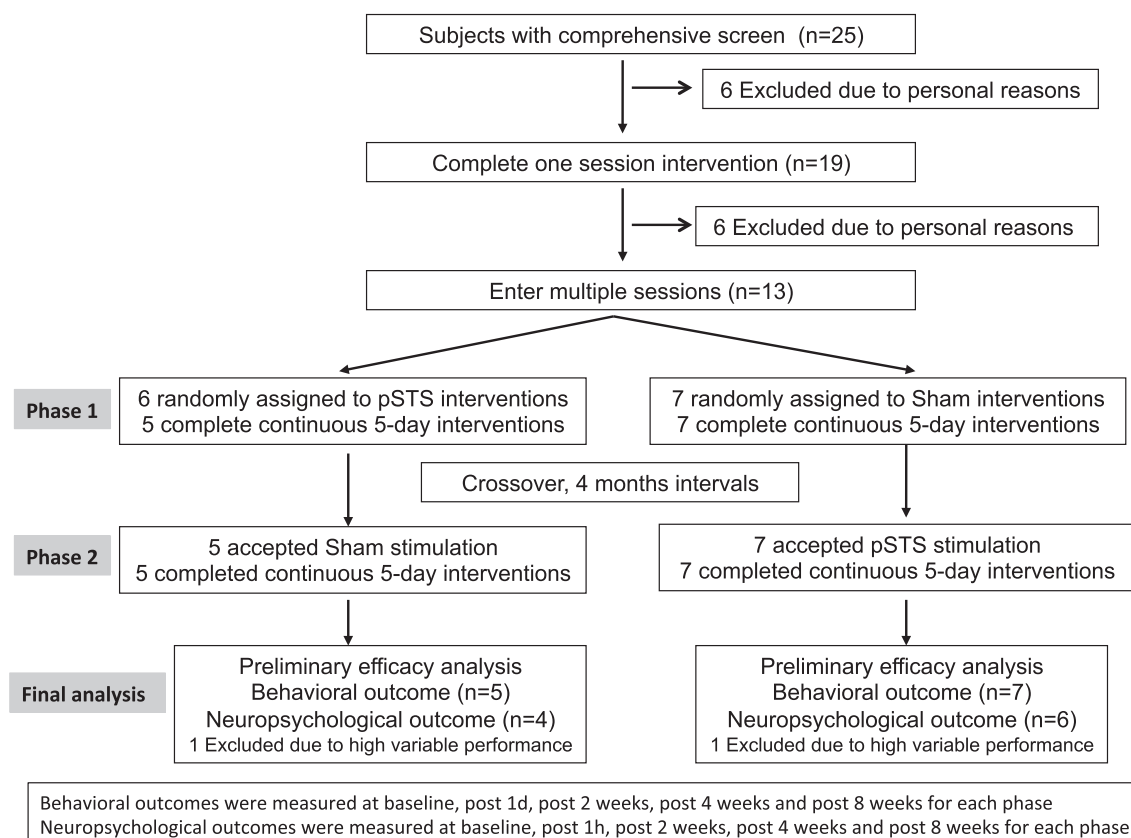 Subjects with comprehensive screen (n=25)
6 Excluded due to personal reasons
Complete one session intervention (n=19)
6 Excluded due to personal reasons
Enter multiple sessions (n=13)
Phase 1
6 randomly assigned to pSTS interventions
5 complete continuous 5-day interventions
7 randomly assigned to Sham interventions
7 complete continuous 5-day interventions
Crossover, 4 months intervals
Phase 2
5 accepted Sham stimulation
5 completed continuous 5-day interventions
7 accepted pSTS stimulation
7 completed continuous 5-day interventions
Final analysis
Preliminary efficacy analysis
Behavioral outcome (n=5)
Neuropsychological outcome (n=4)
1 Excluded due to high variable performance
Preliminary efficacy analysis
Behavioral outcome (n=7)
Neuropsychological outcome (n=6)
1 Excluded due to high variable performance
Behavioral outcomes were measured at baseline, post 1d, post 2 weeks, post 4 weeks and post 8 weeks for each phase
Neuropsychological outcomes were measured at baseline, post 1h, post 2 weeks, post 4 weeks and post 8 weeks for each phase